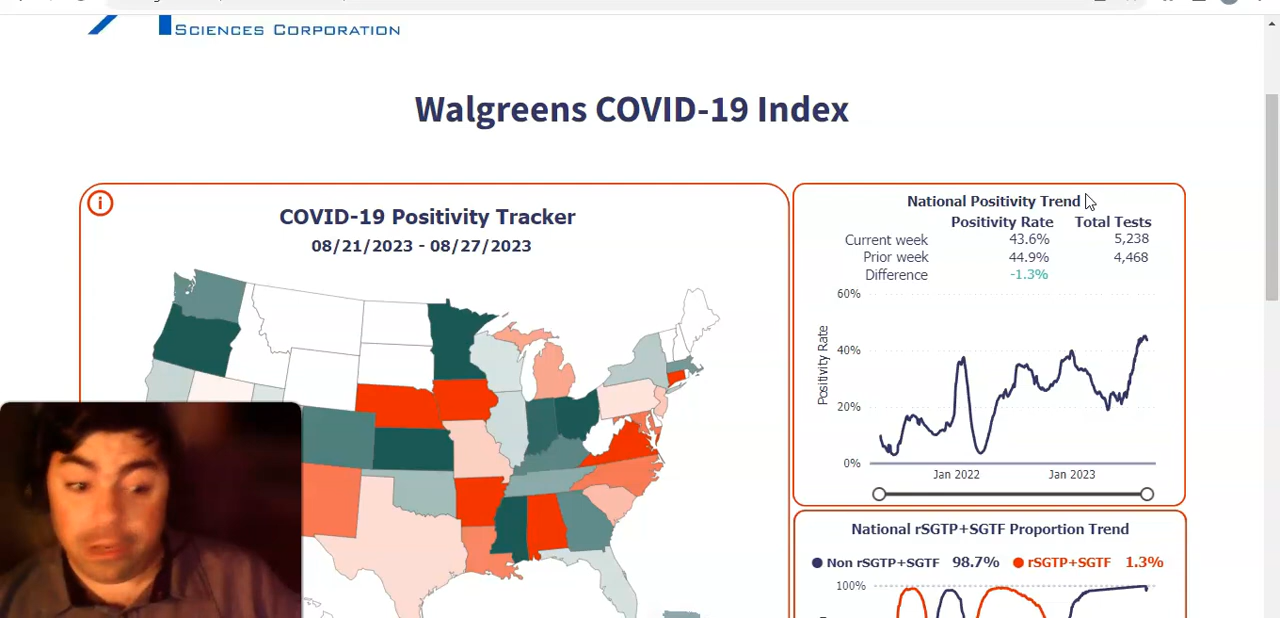 SCIENCES CORPORATION
Walgreens COVID-19 Index
i
COVID-19 Positivity Tracker
08/21/2023 - 08/27/2023
National Positivity Trend
Positivity Rate Total Tests
Current week 43.6% 5,238
Prior week 44.9% 4,468
Difference -1.3%
60%
40%
20%
0%
Positivity Rate
Jan 2022 Jan 2023
National rSGTP+SGTF Proportion Trend
Non rSGTP+SGTF 98.7% rSGTP+SGTF 1.3%
100%